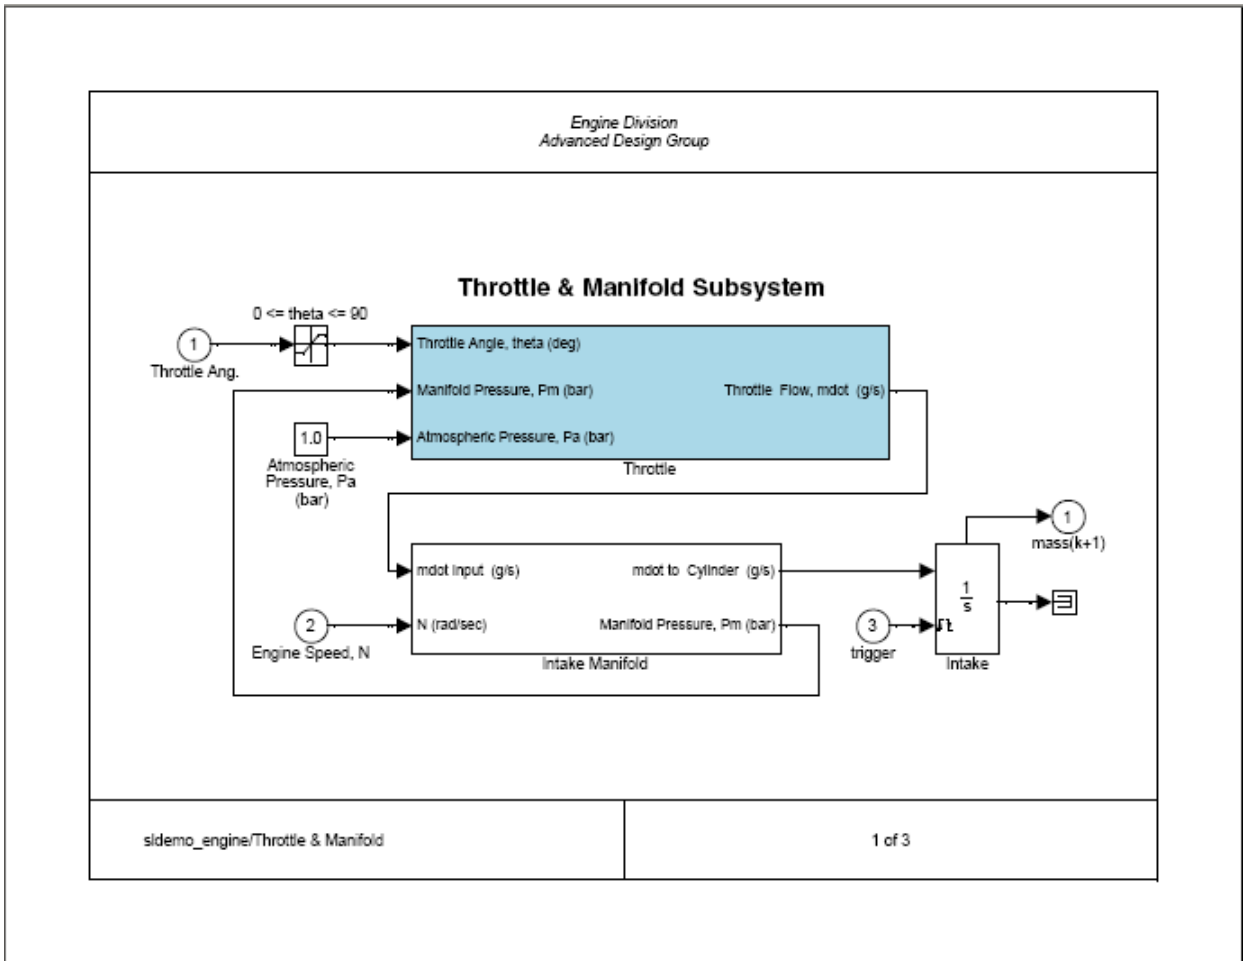 Engine Division
Advanced Design Group
Throttle & Manifold Subsystem
0 <= theta <= 90
1
Throttle Ang.
Throttle Angle, theta (deg)
Manifold Pressure, Pm (bar)
Throttle Flow, mdot (g/s)
1.0
Atmospheric Pressure, Pa (bar)
Atmospheric
Pressure, Pa
(bar)
Throttle
1
mass(k+1)
mdot Input (g/s)
mdot to Cylinder (g/s)
1
s
2
N (rad/sec)
Manifold Pressure, Pm (bar)
3
Engine Speed, N
Intake Manifold
trigger
Intake
sldemo_engine/Throttle & Manifold
1 of 3